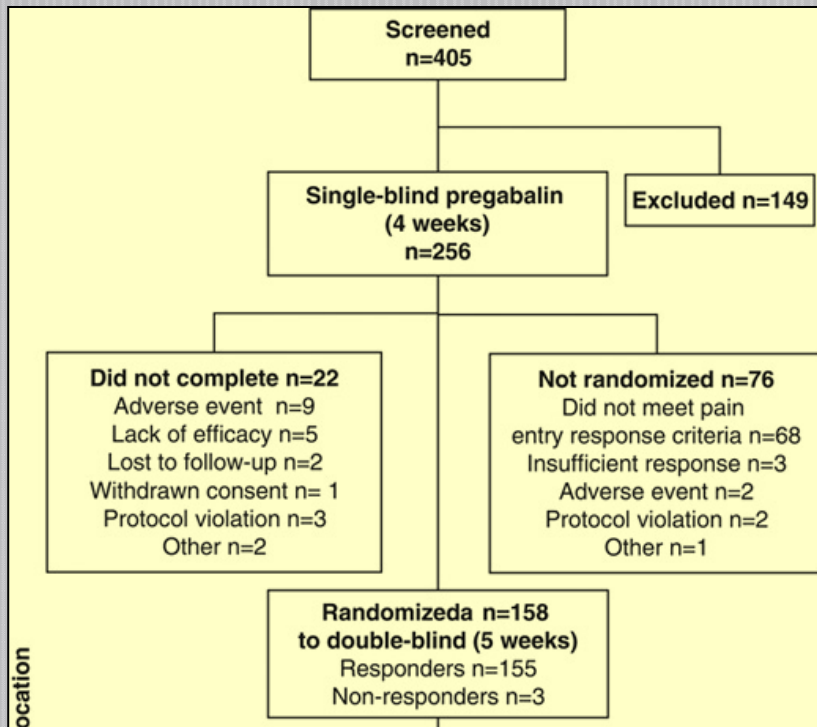 Screened
n=405
Single-blind pregabalin
(4 weeks)
n=256
Excluded n=149
Did not complete n=22
Adverse event n=9
Lack of efficacy n=5
Lost to follow-up n=2
Withdrawn consent n= 1
Protocol violation n=3
Other n=2
Not randomized n=76
Did not meet pain
entry response criteria n=68
Insufficient response n=3
Adverse event n=2
Protocol violation n=2
Other n=1
Randomizeda n=158
to double-blind (5 weeks)
Responders n=155
Non-responders n=3
ocation